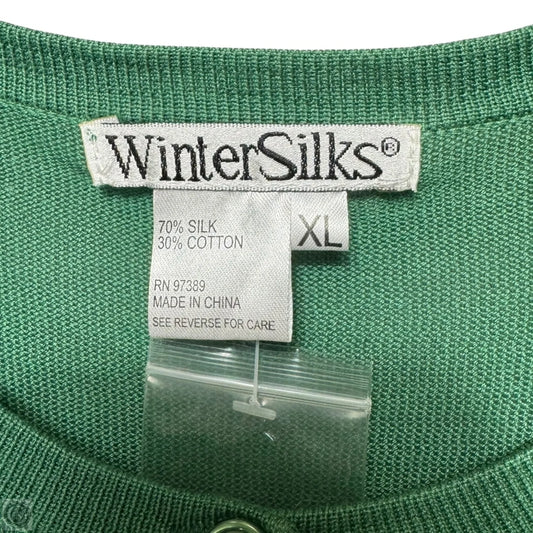 WinterSilks®
70% SILK
30% COTTON
XL
RN 97389
MADE IN CHINA
SEE REVERSE FOR CARE